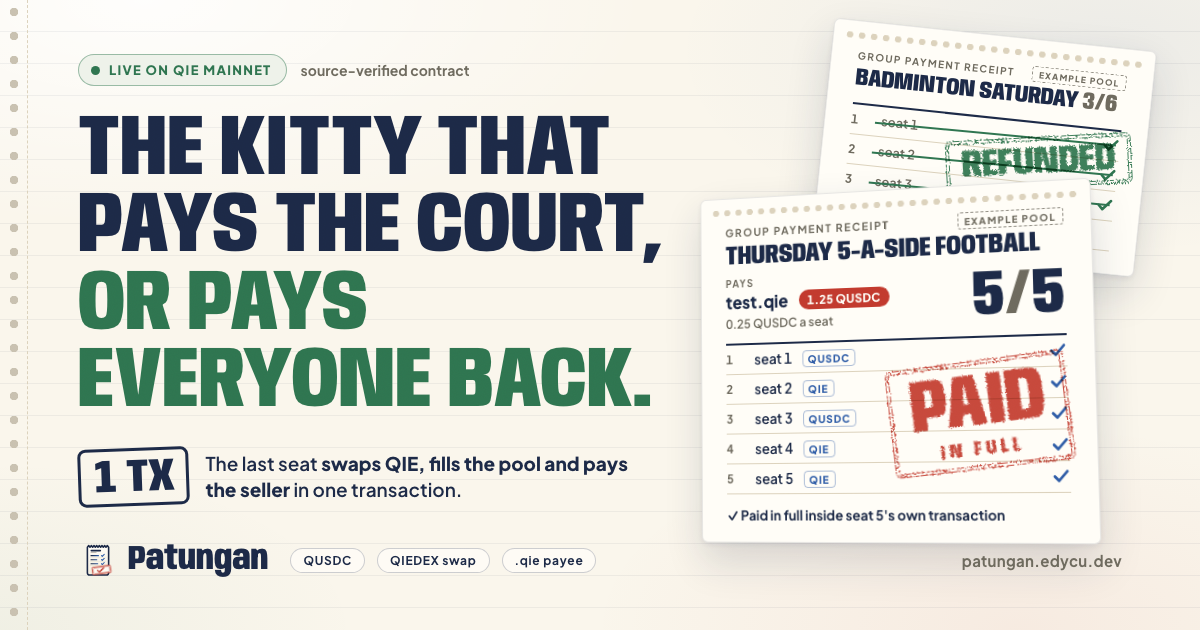 LIVE ON QIE MAINNET
source-verified contract
THE KITTY THAT
PAYS THE COURT,
OR PAYS
EVERYONE BACK.
1 TX
The last seat swaps QIE, fills the pool and pays
the seller in one transaction.
Patungan
QUSDC
QIEDEX swap
.qie payee
GROUP PAYMENT RECEIPT
EXAMPLE POOL
BADMINTON SATURDAY 3/6
1 seat 1
2 seat 2
3 seat 3
REFUNDED
GROUP PAYMENT RECEIPT
EXAMPLE POOL
THURSDAY 5-A-SIDE FOOTBALL
PAYS
test.qie 1.25 QUSDC
0.25 QUSDC a seat
5/5
1 seat 1 QUSDC
2 seat 2 QIE
3 seat 3 QUSDC
4 seat 4 QIE
5 seat 5 QIE
PAID
IN FULL
✓ Paid in full inside seat 5's own transaction
patungan.edycu.dev